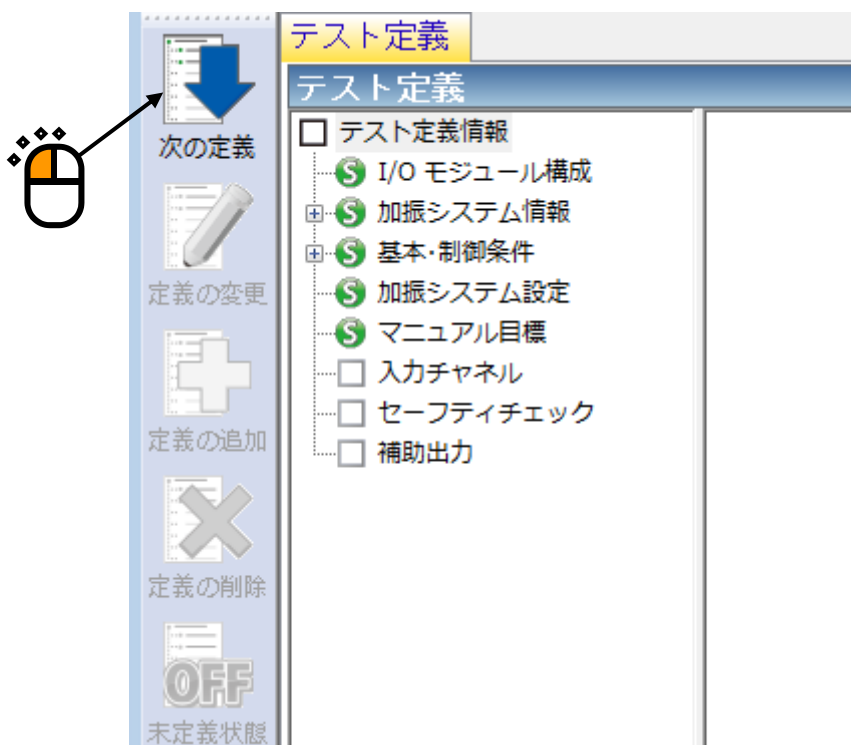 テスト定義
テスト定義
次の定義
定義の変更
定義の追加
定義の削除
OFF
未定義状態
テスト定義情報
S I/O モジュール構成
S 加振システム情報
S 基本・制御条件
S 加振システム設定
S マニュアル目標
入力チャネル
セーフティチェック
補助出力